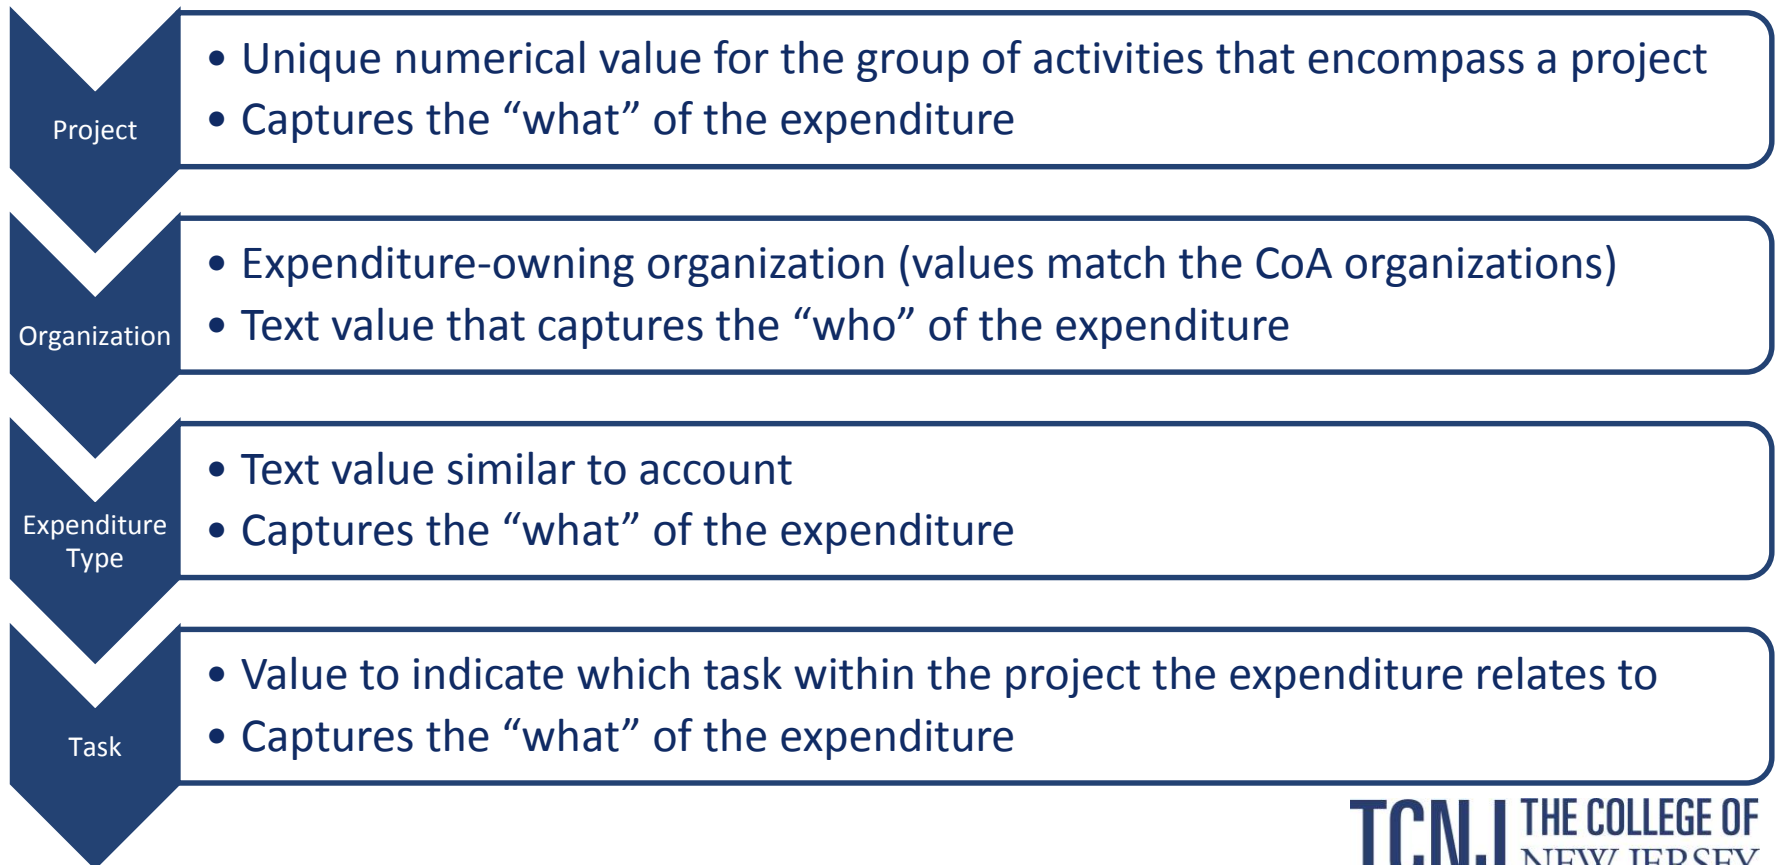 Project
• Unique numerical value for the group of activities that encompass a project
• Captures the “what” of the expenditure
Organization
• Expenditure-owning organization (values match the CoA organizations)
• Text value that captures the “who” of the expenditure
Expenditure
Type
• Text value similar to account
• Captures the “what” of the expenditure
Task
• Value to indicate which task within the project the expenditure relates to
• Captures the “what” of the expenditure
TCNJ
THE COLLEGE OF
NEW JERSEY